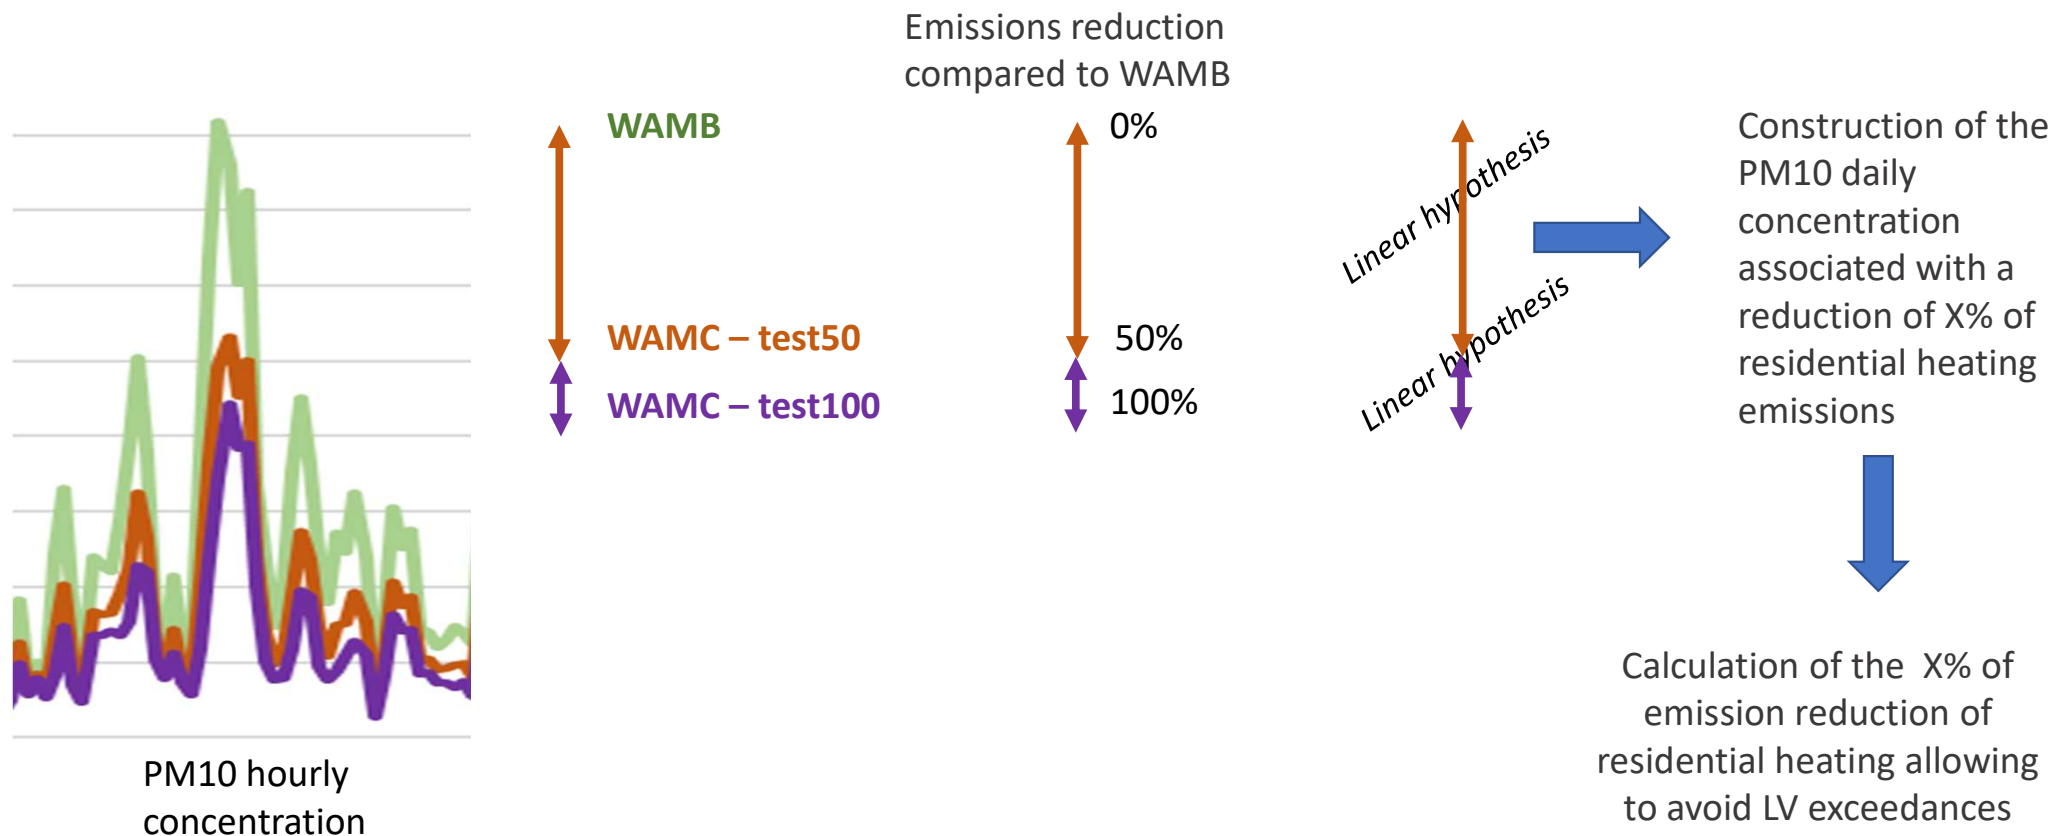 Emissions reduction
compared to WAMB
WAMB
0%
WAMC – test50
50%
WAMC – test100
100%
Linear hypothesis
Linear hypothesis
Construction of the
PM10 daily
concentration
associated with a
reduction of X% of
residential heating
emissions
Calculation of the  X% of
emission reduction of
residential heating allowing
to avoid LV exceedances
PM10 hourly
concentration